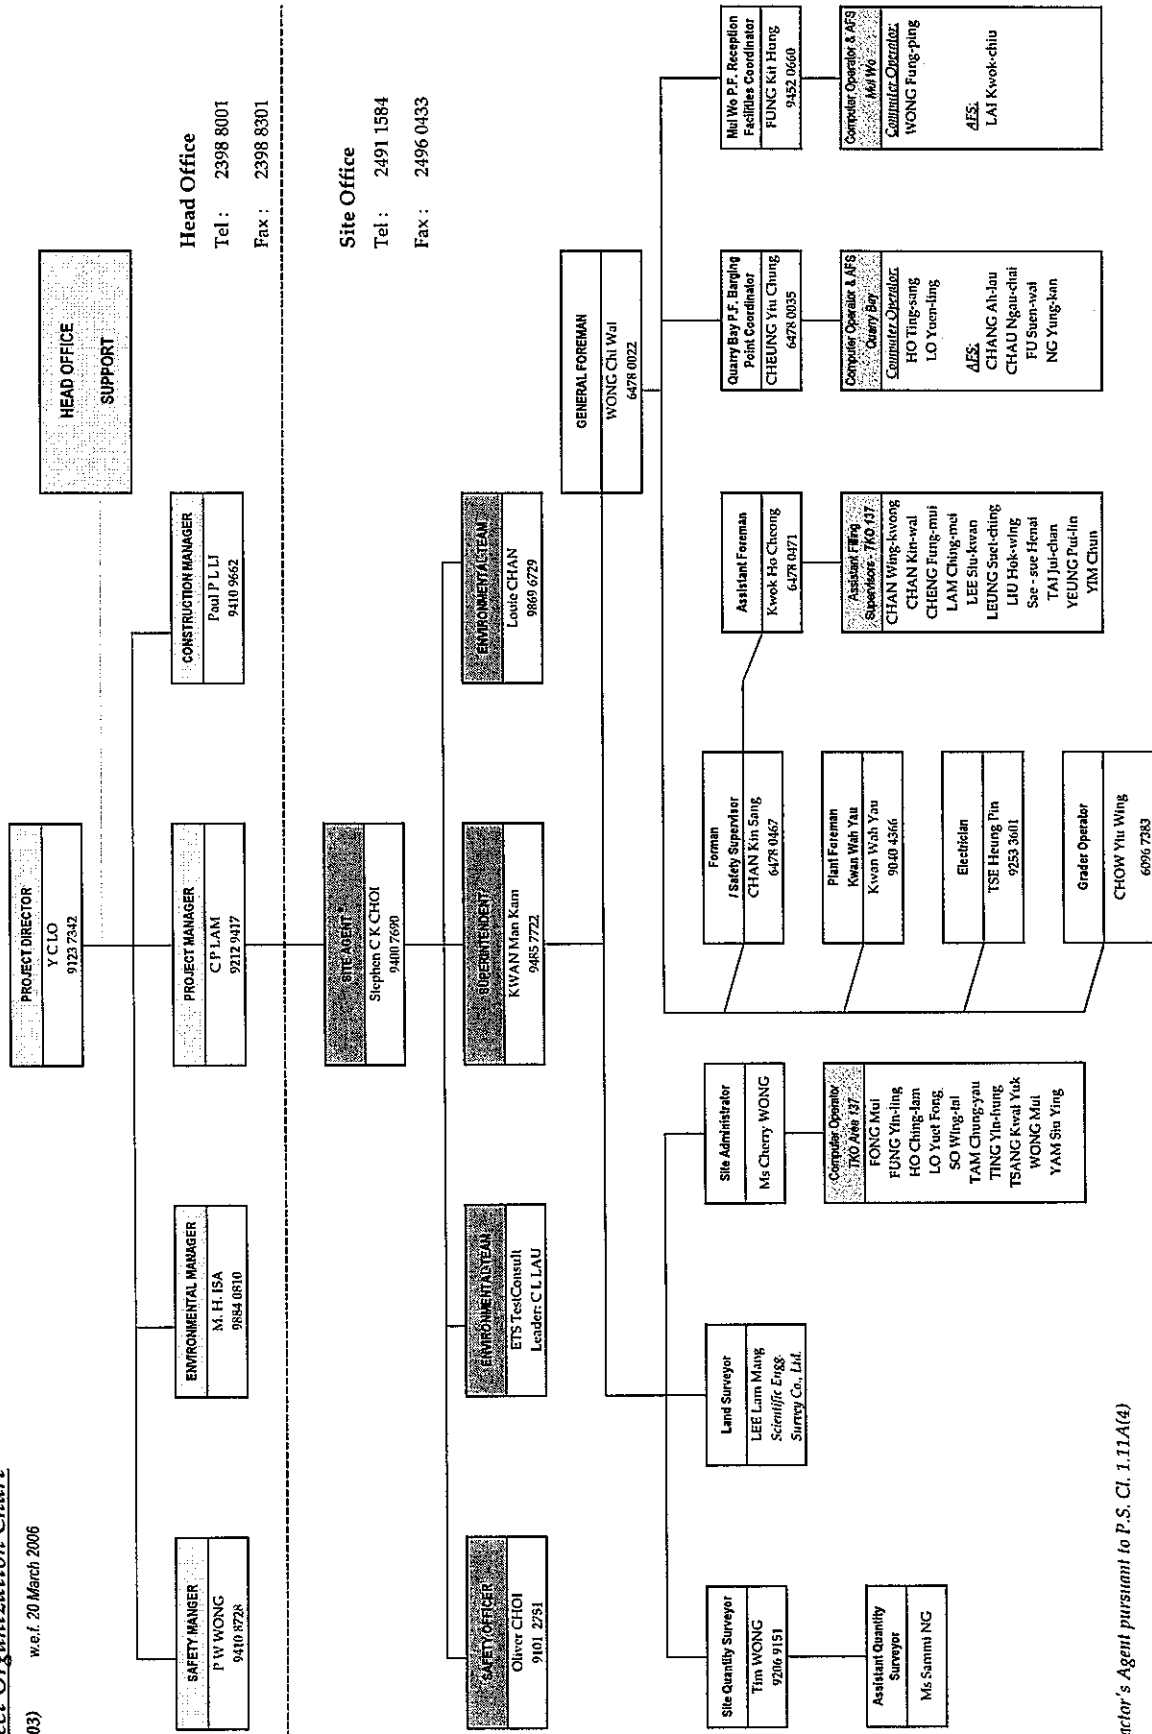 ect Organization Chart
03)
w.e.f. 20 March 2006
PROJECT DIRECTOR
Y C LO
9123 7342
HEAD OFFICE
SUPPORT
SAFETY MANGER
P W WONG
9410 8728
ENVIRONMENTAL MANAGER
M. H. ISA
9884 0810
PROJECT MANAGER
C P LAM
9212 9417
CONSTRUCTION MANAGER
Paul P L LI
9410 9662
Head Office
Tel : 2398 8001
Fax : 2398 8301
SITE AGENT *
Stephen C K CHOI
9400 7690
Site Office
Tel : 2491 1584
Fax : 2496 0433
SAFETY OFFICER
Oliver CHOI
9101 2751
ENVIRONMENTAL TEAM
ETS TestConsult
Leader: C L LAU
SUPERINTENDENT
KWAN Man Kam
9485 7722
ENVIRONMENTAL TEAM
Louie CHAN
9869 6729
GENERAL FOREMAN
WONG Chi Wai
6478 0022
Site Quantity Surveyor
Tim WONG
9206 9151
Assistant Quantity
Surveyor
Ms Sammi NG
Land Surveyor
LEE Lam Mang
Scientific Engg.
Survey Co., Ltd.
Site Administrator
Ms Cherry WONG
Computer Operator
TKO Area 137
FONG Mui
FUNG Yin-ling
HO Ching-lam
LO Yuet Fong
SO Wing-lai
TAM Chung-yau
TING Yin-hung
TSANG Kwai Yuk
WONG Mui
YAM Siu Ying
Forman
/ Safety Supervisor
CHAN Kin Sang
6478 0467
Plant Foreman
Kwan Wah Yau
Kwan Wah Yau
9040 4366
Electrician
TSE Heung Pin
9253 3601
Grader Operator
CHOW Yiu Wing
6096 7383
Assistant Foreman
Kwok Ho Cheong
6478 0471
Assistant Filling
Supervisors - TKO 137
CHAN Wing-kwong
CHAN Kin-wai
CHENG Fung-mui
LAM Ching-mei
LEE Siu-kwan
LEUNG Suet-ching
LIU Hok-wing
Sae - sue Henai
TAI Jui-chan
YEUNG Pui-lin
YIM Chun
Quarry Bay P.F. Barging
Point Coordinator
CHEUNG Yiu Chung
6478 0035
Computer Operator & AFS
Quarry Bay
Computer Operator:
HO Ting-sang
LO Yuen-ling
AFS:
CHANG Ah-lau
CHAU Ngau-chai
FU Suen-wai
NG Yung-kan
Mui Wo P.F. Reception
Facilities Coordinator
FUNG Kit Hung
9452 0660
Computer Operator & AFS
Mui Wo
Computer Operator:
WONG Fung-ping
AFS:
LAI Kwok-chiu
actor's Agent pursuant to P.S. Cl. 1.11A(4)